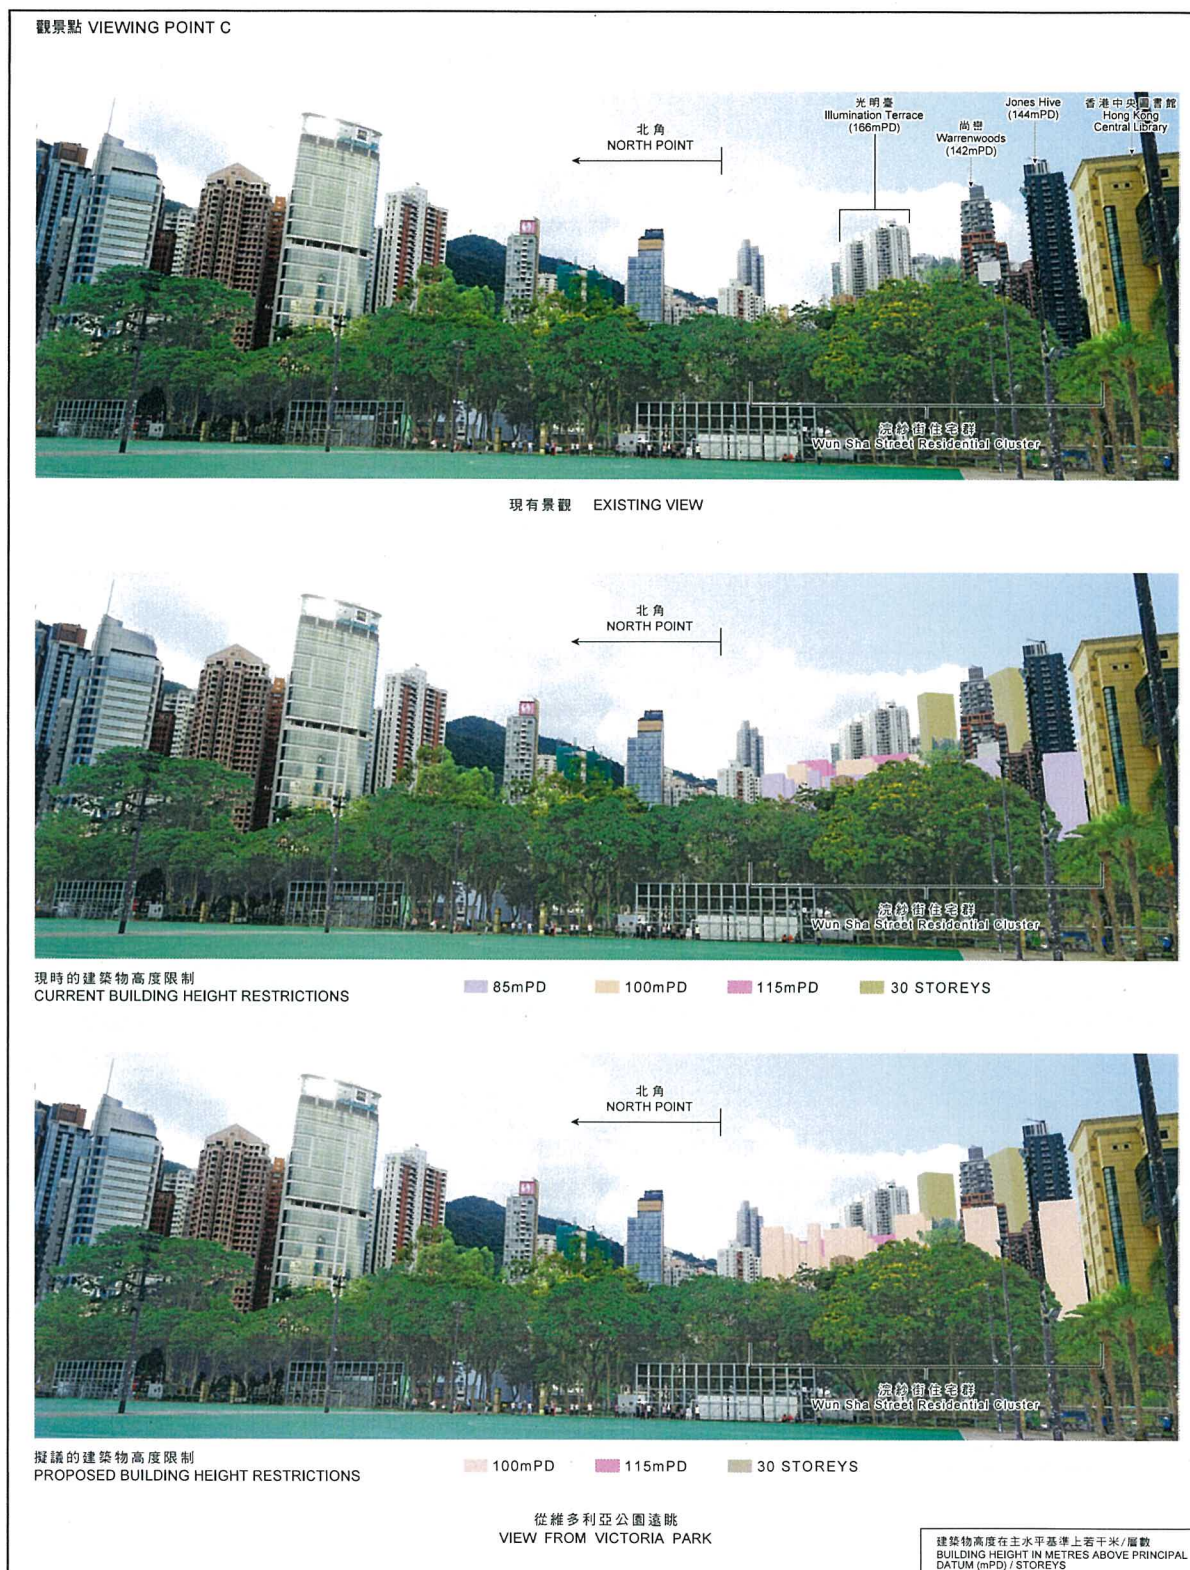 觀景點 VIEWING POINT C
北角
NORTH POINT
光明臺
Illumination Terrace
(166mPD)
尚巒
Warrenwoods
(142mPD)
Jones Hive
(144mPD)
香港中央圖書館
Hong Kong
Central Library
浣紗街住宅群
Wun Sha Street Residential Cluster
現有景觀 EXISTING VIEW
北角
NORTH POINT
浣紗街住宅群
Wun Sha Street Residential Cluster
現時的建築物高度限制
CURRENT BUILDING HEIGHT RESTRICTIONS
85mPD 100mPD 115mPD 30 STOREYS
北角
NORTH POINT
浣紗街住宅群
Wun Sha Street Residential Cluster
擬議的建築物高度限制
PROPOSED BUILDING HEIGHT RESTRICTIONS
100mPD 115mPD 30 STOREYS
從維多利亞公園遠眺
VIEW FROM VICTORIA PARK
建築物高度在主水平基準上若干米/層數
BUILDING HEIGHT IN METRES ABOVE PRINCIPAL
DATUM (mPD) / STOREYS